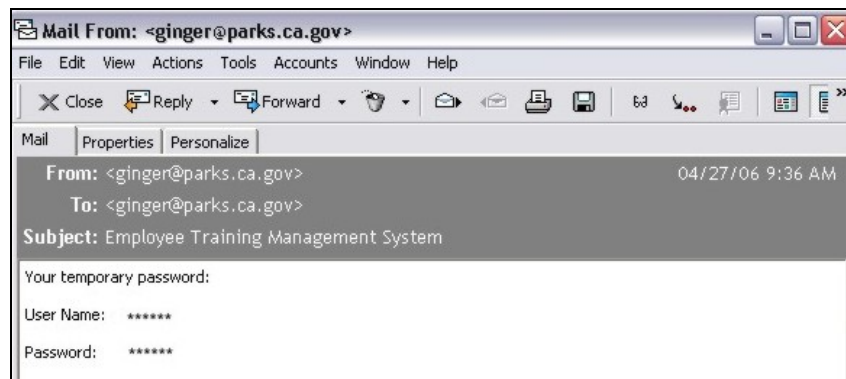 Mail From: <ginger@parks.ca.gov>
File Edit View Actions Tools Accounts Window Help
Close Reply Forward
Mail Properties Personalize
From: <ginger@parks.ca.gov> 04/27/06 9:36 AM
To: <ginger@parks.ca.gov>
Subject: Employee Training Management System
Your temporary password:
User Name: ******
Password: ******